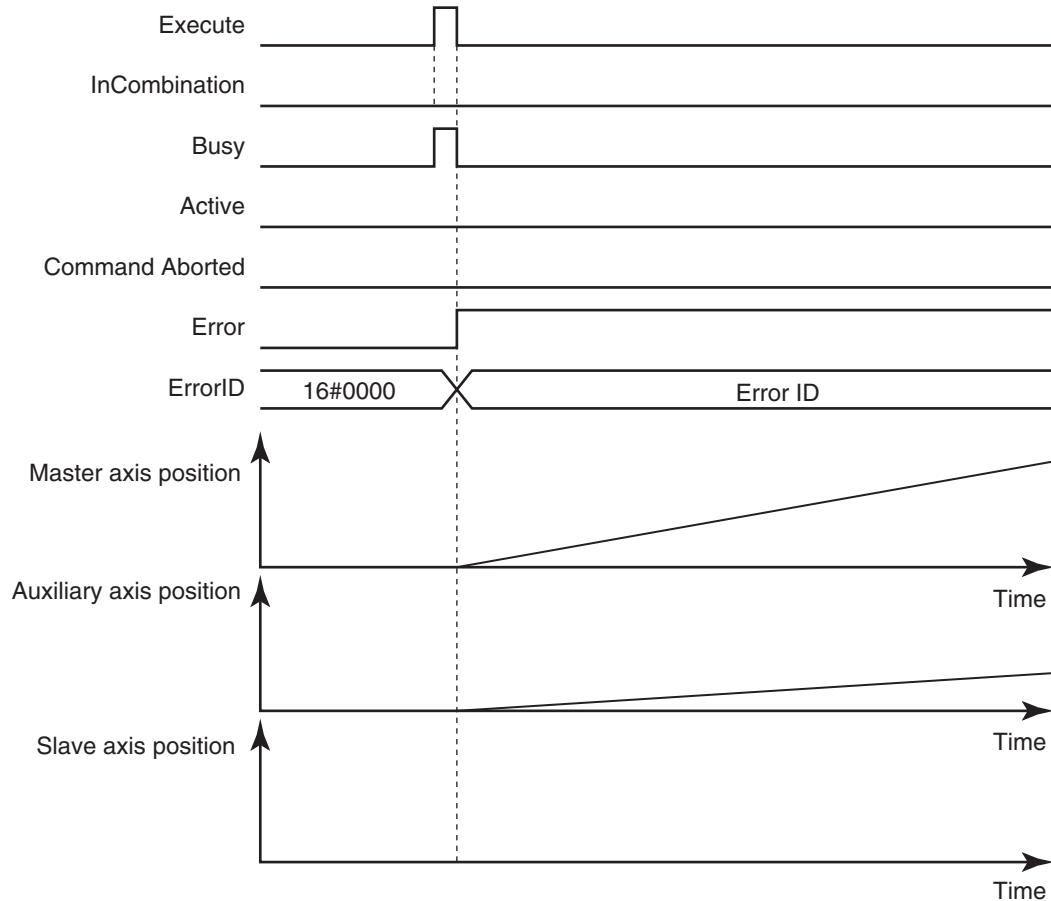 Execute
InCombination
Busy
Active
Command Aborted
Error
ErrorID
16#0000
Error ID
Master axis position
Time
Auxiliary axis position
Time
Slave axis position
Time